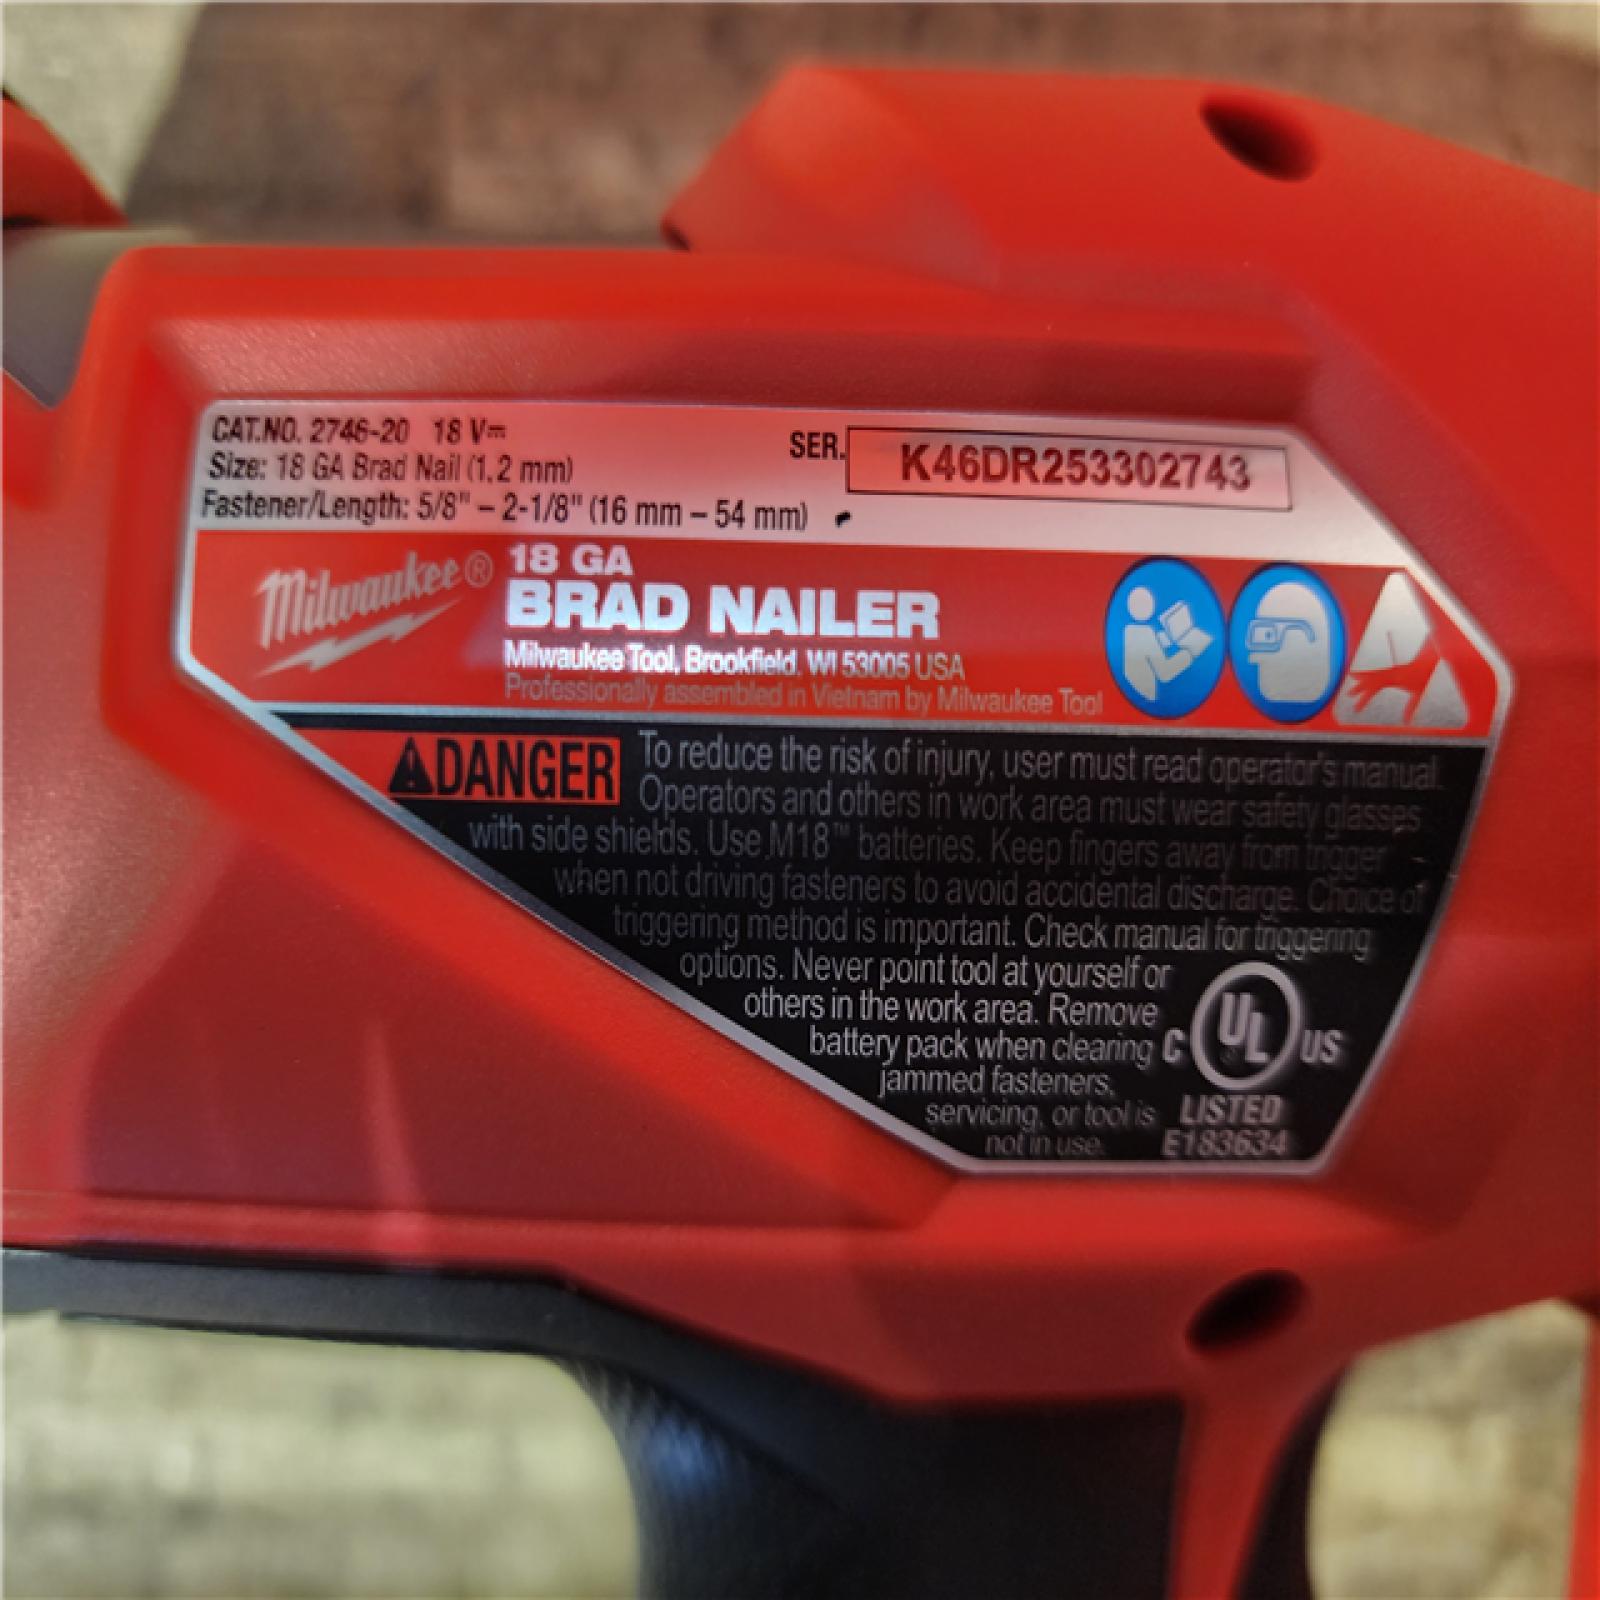 CAT.NO. 2746-20 18 V⎓
Size: 18 GA Brad Nail (1.2 mm)
Fastener/Length: 5/8" – 2-1/8" (16 mm – 54 mm)
SER. K46DR253302743
Milwaukee®
18 GA
BRAD NAILER
Milwaukee Tool, Brookfield, WI 53005 USA
Professionally assembled in Vietnam by Milwaukee Tool
DANGER
To reduce the risk of injury, user must read operator's manual.
Operators and others in work area must wear safety glasses
with side shields. Use M18™ batteries. Keep fingers away from trigger
when not driving fasteners to avoid accidental discharge. Choice of
triggering method is important. Check manual for triggering
options. Never point tool at yourself or
others in the work area. Remove
battery pack when clearing
jammed fasteners,
servicing, or tool is
not in use.
C UL US
LISTED
E183634